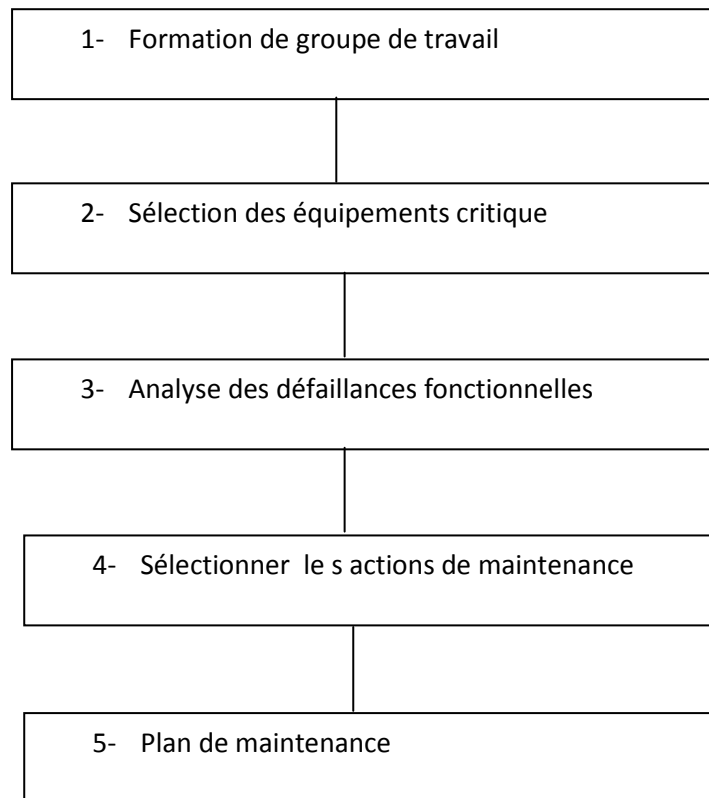 1- Formation de groupe de travail
2- Sélection des équipements critique
3- Analyse des défaillances fonctionnelles
4- Sélectionner le s actions de maintenance
5- Plan de maintenance